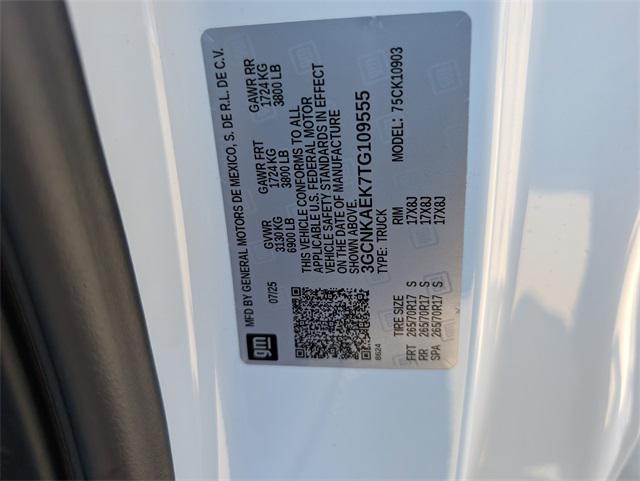 MFD BY GENERAL MOTORS DE MEXICO, S. DE R.L. DE C.V.
07/25
GVWR
3130 KG
6900 LB
GAWR FRT
1724 KG
3800 LB
GAWR RR
1724 KG
3800 LB
THIS VEHICLE CONFORMS TO ALL
APPLICABLE U.S. FEDERAL MOTOR
VEHICLE SAFETY STANDARDS IN EFFECT
ON THE DATE OF MANUFACTURE
SHOWN ABOVE.
3GCNKAEK7TG109555
TYPE: TRUCK
MODEL: 75CK10903
gm
8624
TIRE SIZE RIM
FRT 265/70R17 S 17X8J
RR 265/70R17 S 17X8J
SPA 265/70R17 S 17X8J